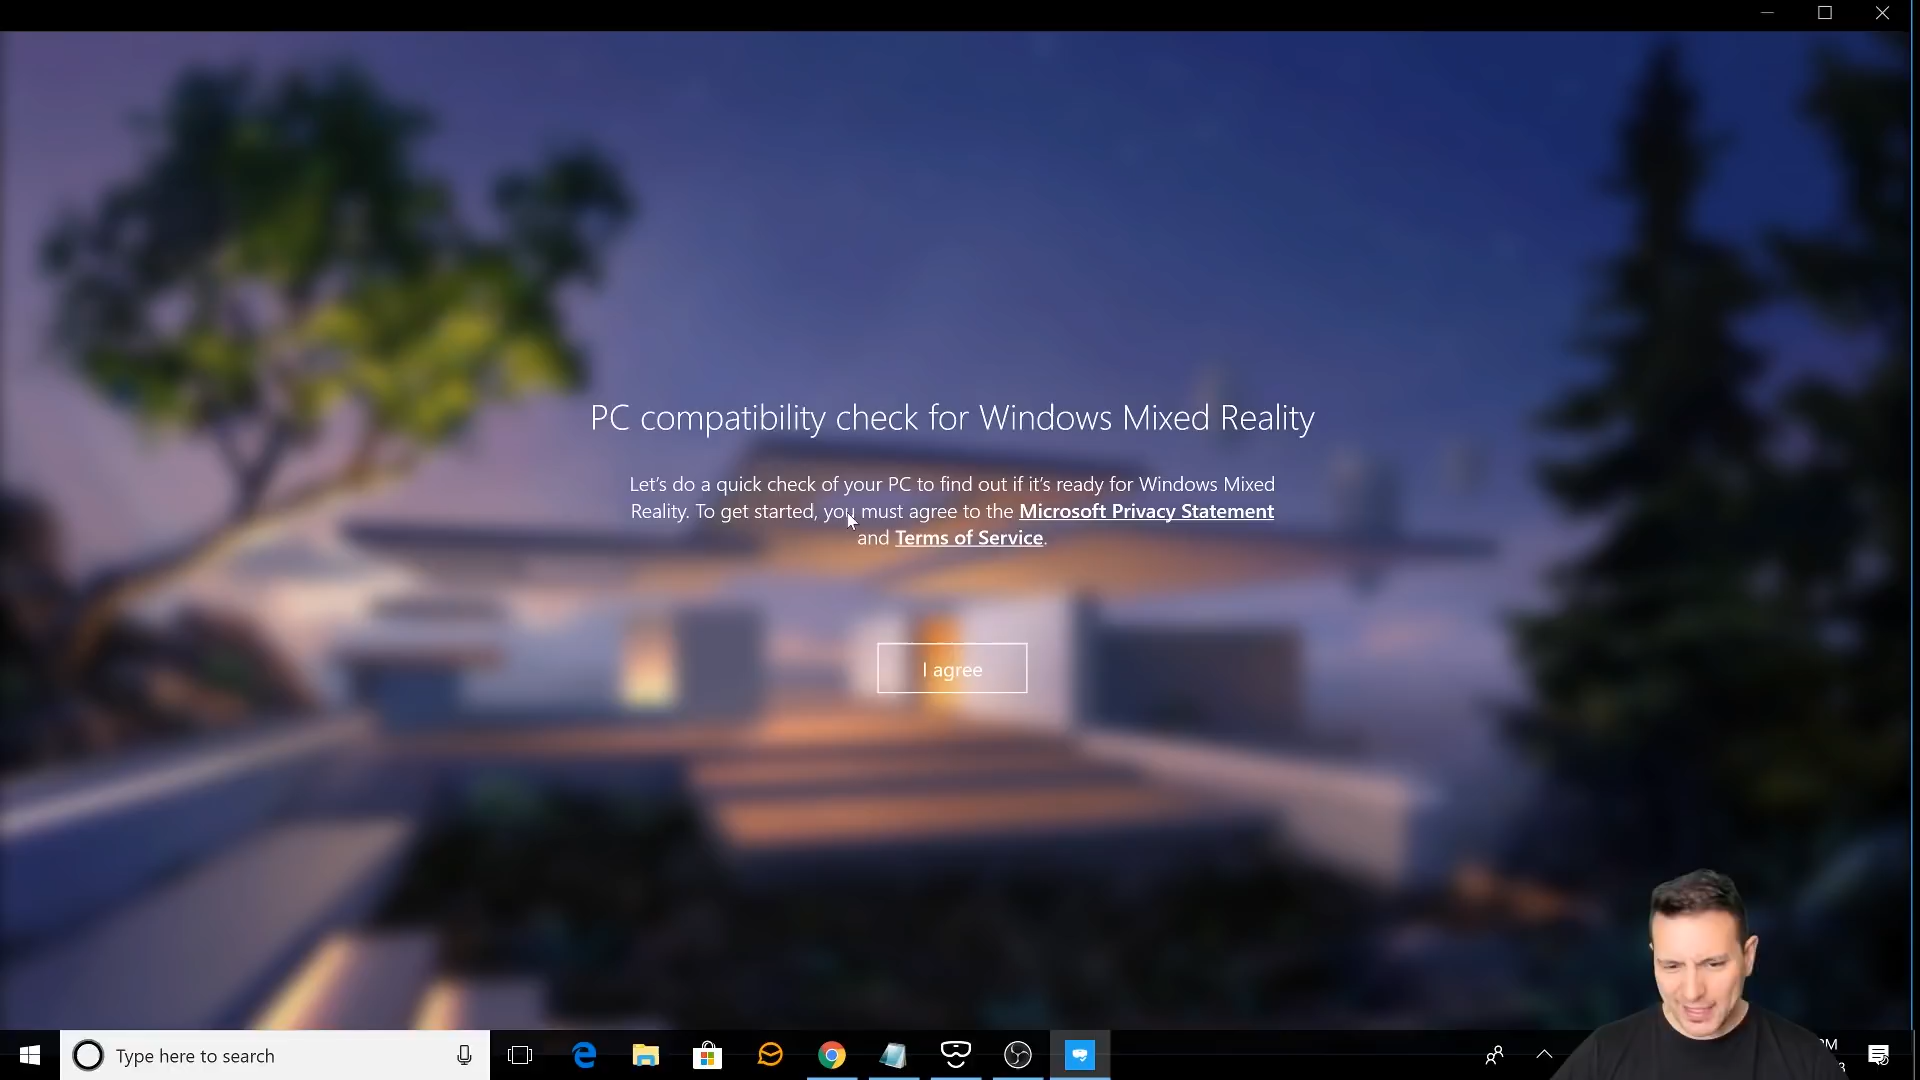 PC compatibility check for Windows Mixed Reality
Let's do a quick check of your PC to find out if it's ready for Windows Mixed
Reality. To get started, you must agree to the Microsoft Privacy Statement
and Terms of Service.
I agree
Type here to search